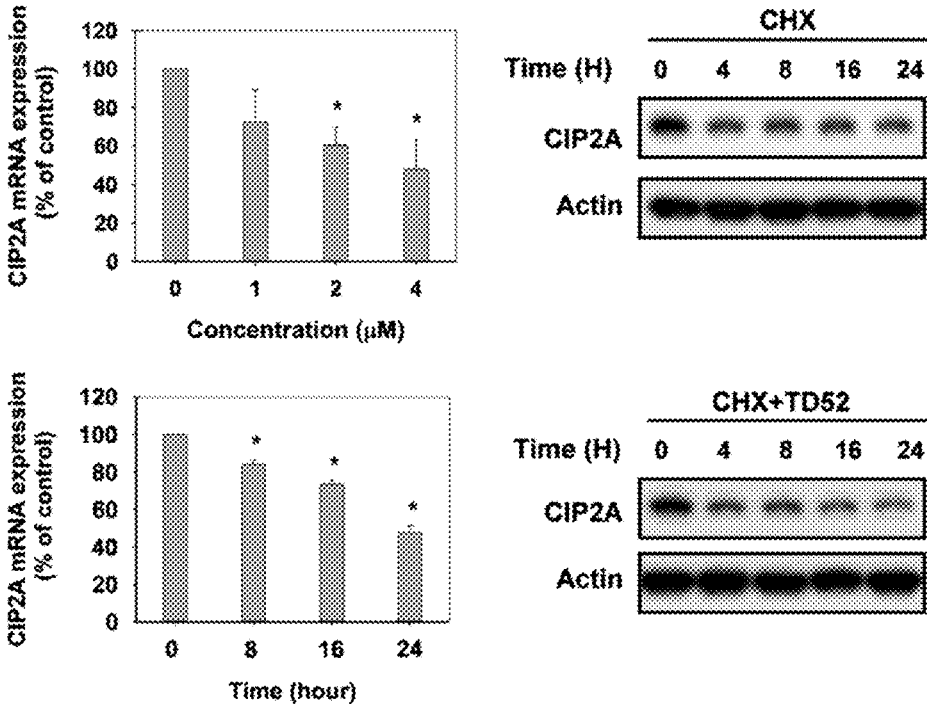 CIP2A mRNA expression
(% of control)
120
100
80
60
40
20
0
* *
0 1 2 4
Concentration (µM)
CHX
Time (H) 0 4 8 16 24
CIP2A
Actin
CIP2A mRNA expression
(% of control)
120
100
80
60
40
20
0
* * *
0 8 16 24
Time (hour)
CHX+TD52
Time (H) 0 4 8 16 24
CIP2A
Actin